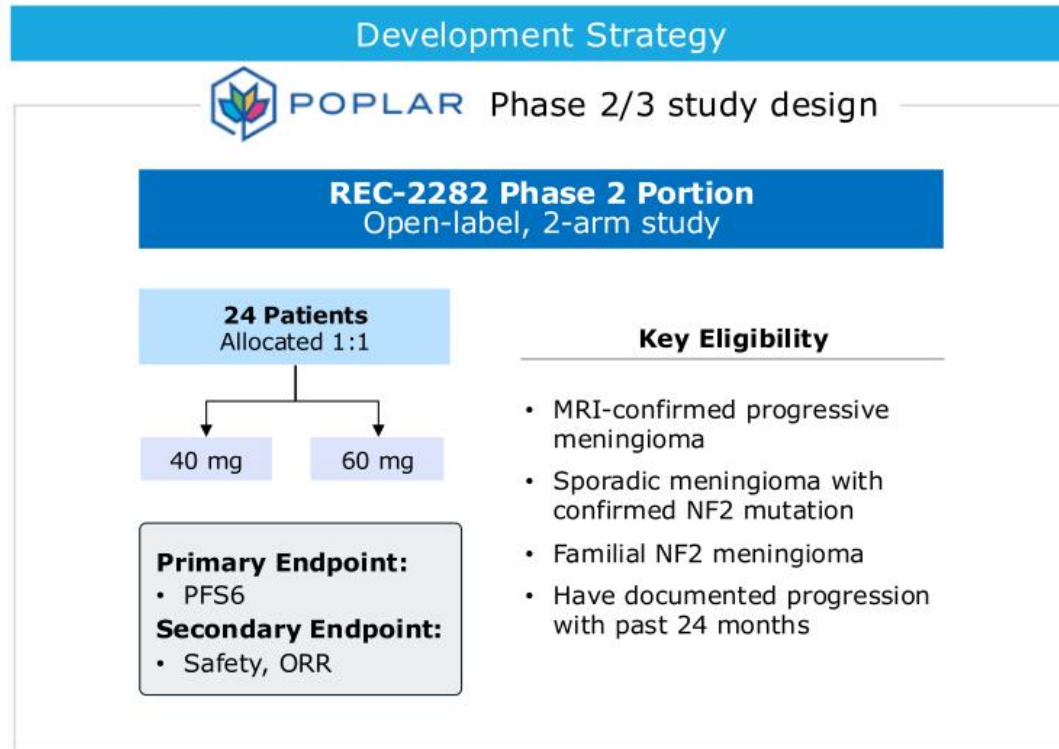 Development Strategy
POPLAR Phase 2/3 study design
REC-2282 Phase 2 Portion
Open-label, 2-arm study
24 Patients
Allocated 1:1
40 mg
60 mg
Primary Endpoint:
• PFS6
Secondary Endpoint:
• Safety, ORR
Key Eligibility
• MRI-confirmed progressive
meningioma
• Sporadic meningioma with
confirmed NF2 mutation
• Familial NF2 meningioma
• Have documented progression
with past 24 months